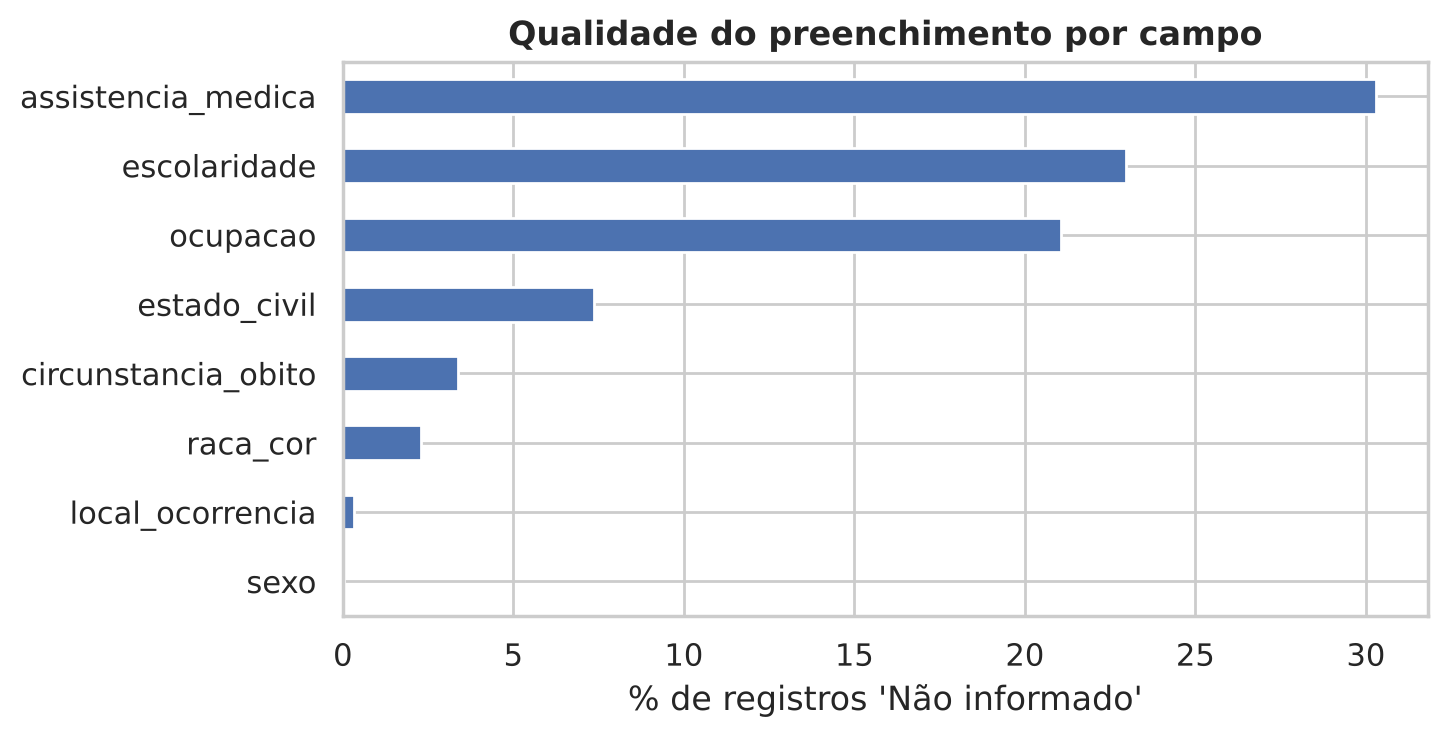 Qualidade do preenchimento por campo
assistencia_medica
escolaridade
ocupacao
estado_civil
circunstancia_obito
raca_cor
local_ocorrencia
sexo
0 5 10 15 20 25 30
% de registros 'Não informado'